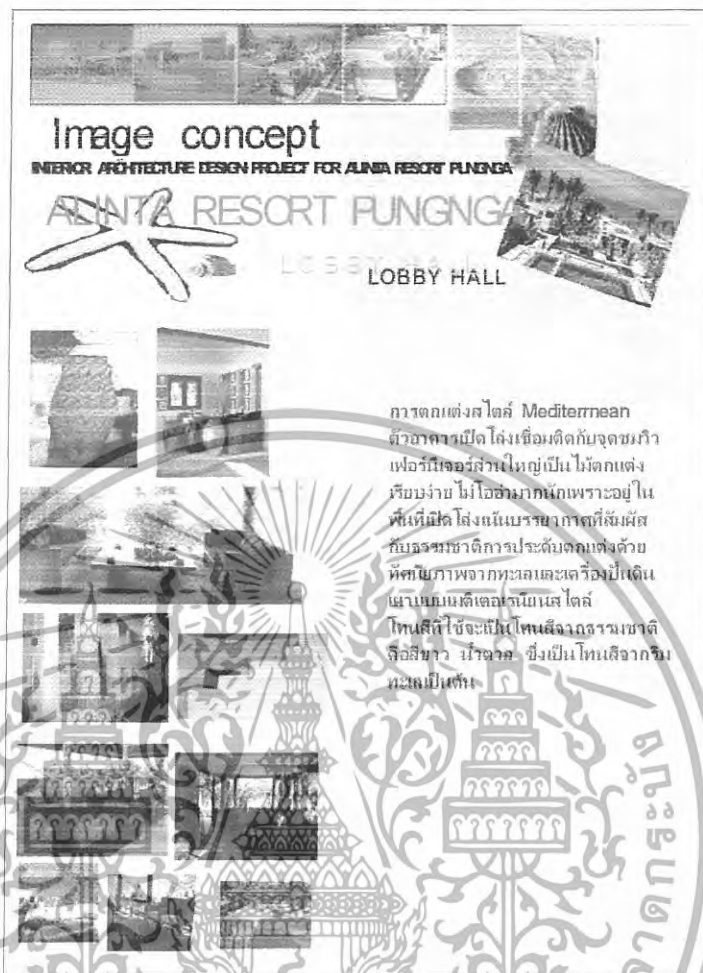 Image concept
INTERIOR ARCHITECTURE DESIGN PROJECT FOR ALINTA RESORT PUNGNGA
ALINTA RESORT PUNGNGA
LOBBY HALL
LOBBY HALL
การตกแต่งสไตล์ Mediterrnean
ตัวอาคารเปิดโล่งเชื่อมติดกับจุดชมวิว
เฟอร์นิเจอร์ส่วนใหญ่เป็นไม้ตกแต่ง
เรียบง่าย ไม่โอ่อ่ามากนักเพราะอยู่ใน
พื้นที่เปิดโล่งเน้นบรรยากาศที่สัมผัส
กับธรรมชาติการประดับตกแต่งด้วย
ทัศนียภาพจากทะเลและเครื่องปั้นดิน
เผาแบบเมดิเตอเรเนียนสไตล์
โทนสีที่ใช้จะเป็นโทนสีจากธรรมชาติ
คือสีขาว น้ำตาล ซึ่งเป็นโทนสีจากริม
ทะเลเป็นต้น
ลาดกระบัง